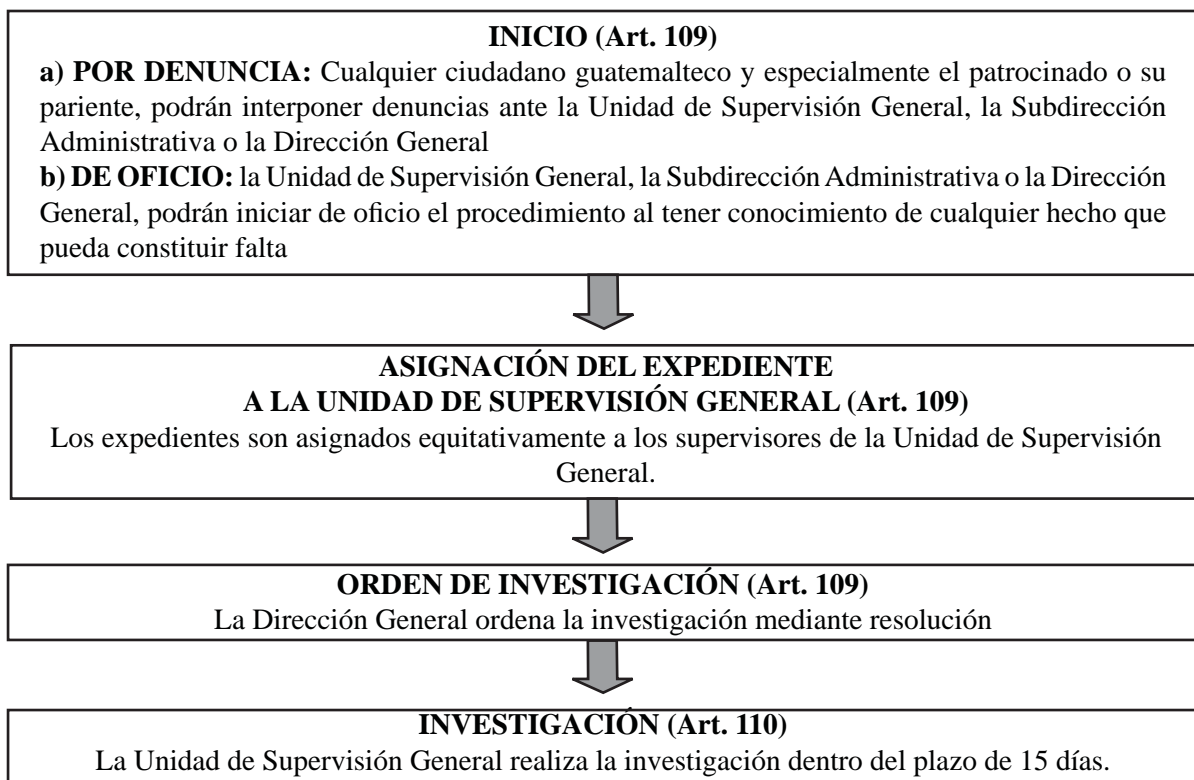 INICIO (Art. 109)
a) POR DENUNCIA: Cualquier ciudadano guatemalteco y especialmente el patrocinado o su
pariente, podrán interponer denuncias ante la Unidad de Supervisión General, la Subdirección
Administrativa o la Dirección General
b) DE OFICIO: la Unidad de Supervisión General, la Subdirección Administrativa o la Dirección
General, podrán iniciar de oficio el procedimiento al tener conocimiento de cualquier hecho que
pueda constituir falta
ASIGNACIÓN DEL EXPEDIENTE
A LA UNIDAD DE SUPERVISIÓN GENERAL (Art. 109)
Los expedientes son asignados equitativamente a los supervisores de la Unidad de Supervisión
General.
ORDEN DE INVESTIGACIÓN (Art. 109)
La Dirección General ordena la investigación mediante resolución
INVESTIGACIÓN (Art. 110)
La Unidad de Supervisión General realiza la investigación dentro del plazo de 15 días.